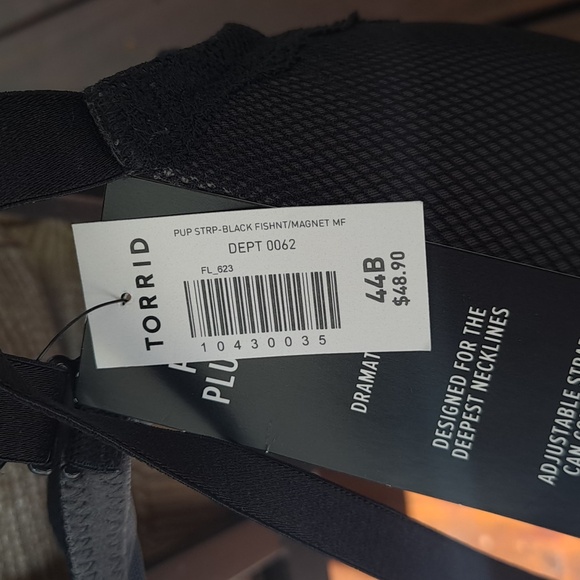 TORRID
PUP STRP-BLACK FISHNT/MAGNET MF
DEPT 0062
FL_623
10430035
44B
$48.90
PLU
DRAMAT
DESIGNED FOR THE
DEEPEST NECKLINES
ADJUSTABLE
CAN